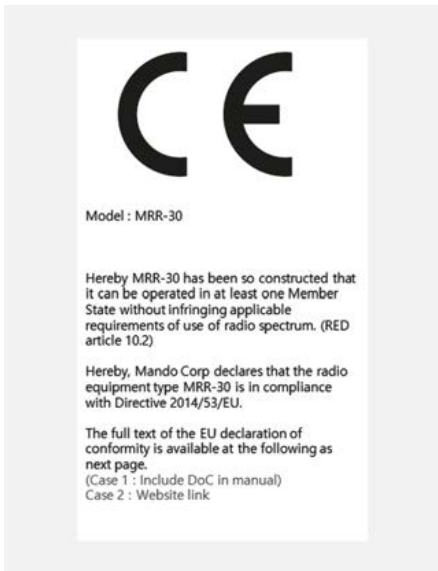 CE
Model : MRR-30
Hereby MRR-30 has been so constructed that
it can be operated in at least one Member
State without infringing applicable
requirements of use of radio spectrum. (RED
article 10.2)
Hereby, Mando Corp declares that the radio
equipment type MRR-30 is in compliance
with Directive 2014/53/EU.
The full text of the EU declaration of
conformity is available at the following as
next page.
(Case 1 : Include DoC in manual)
Case 2 : Website link